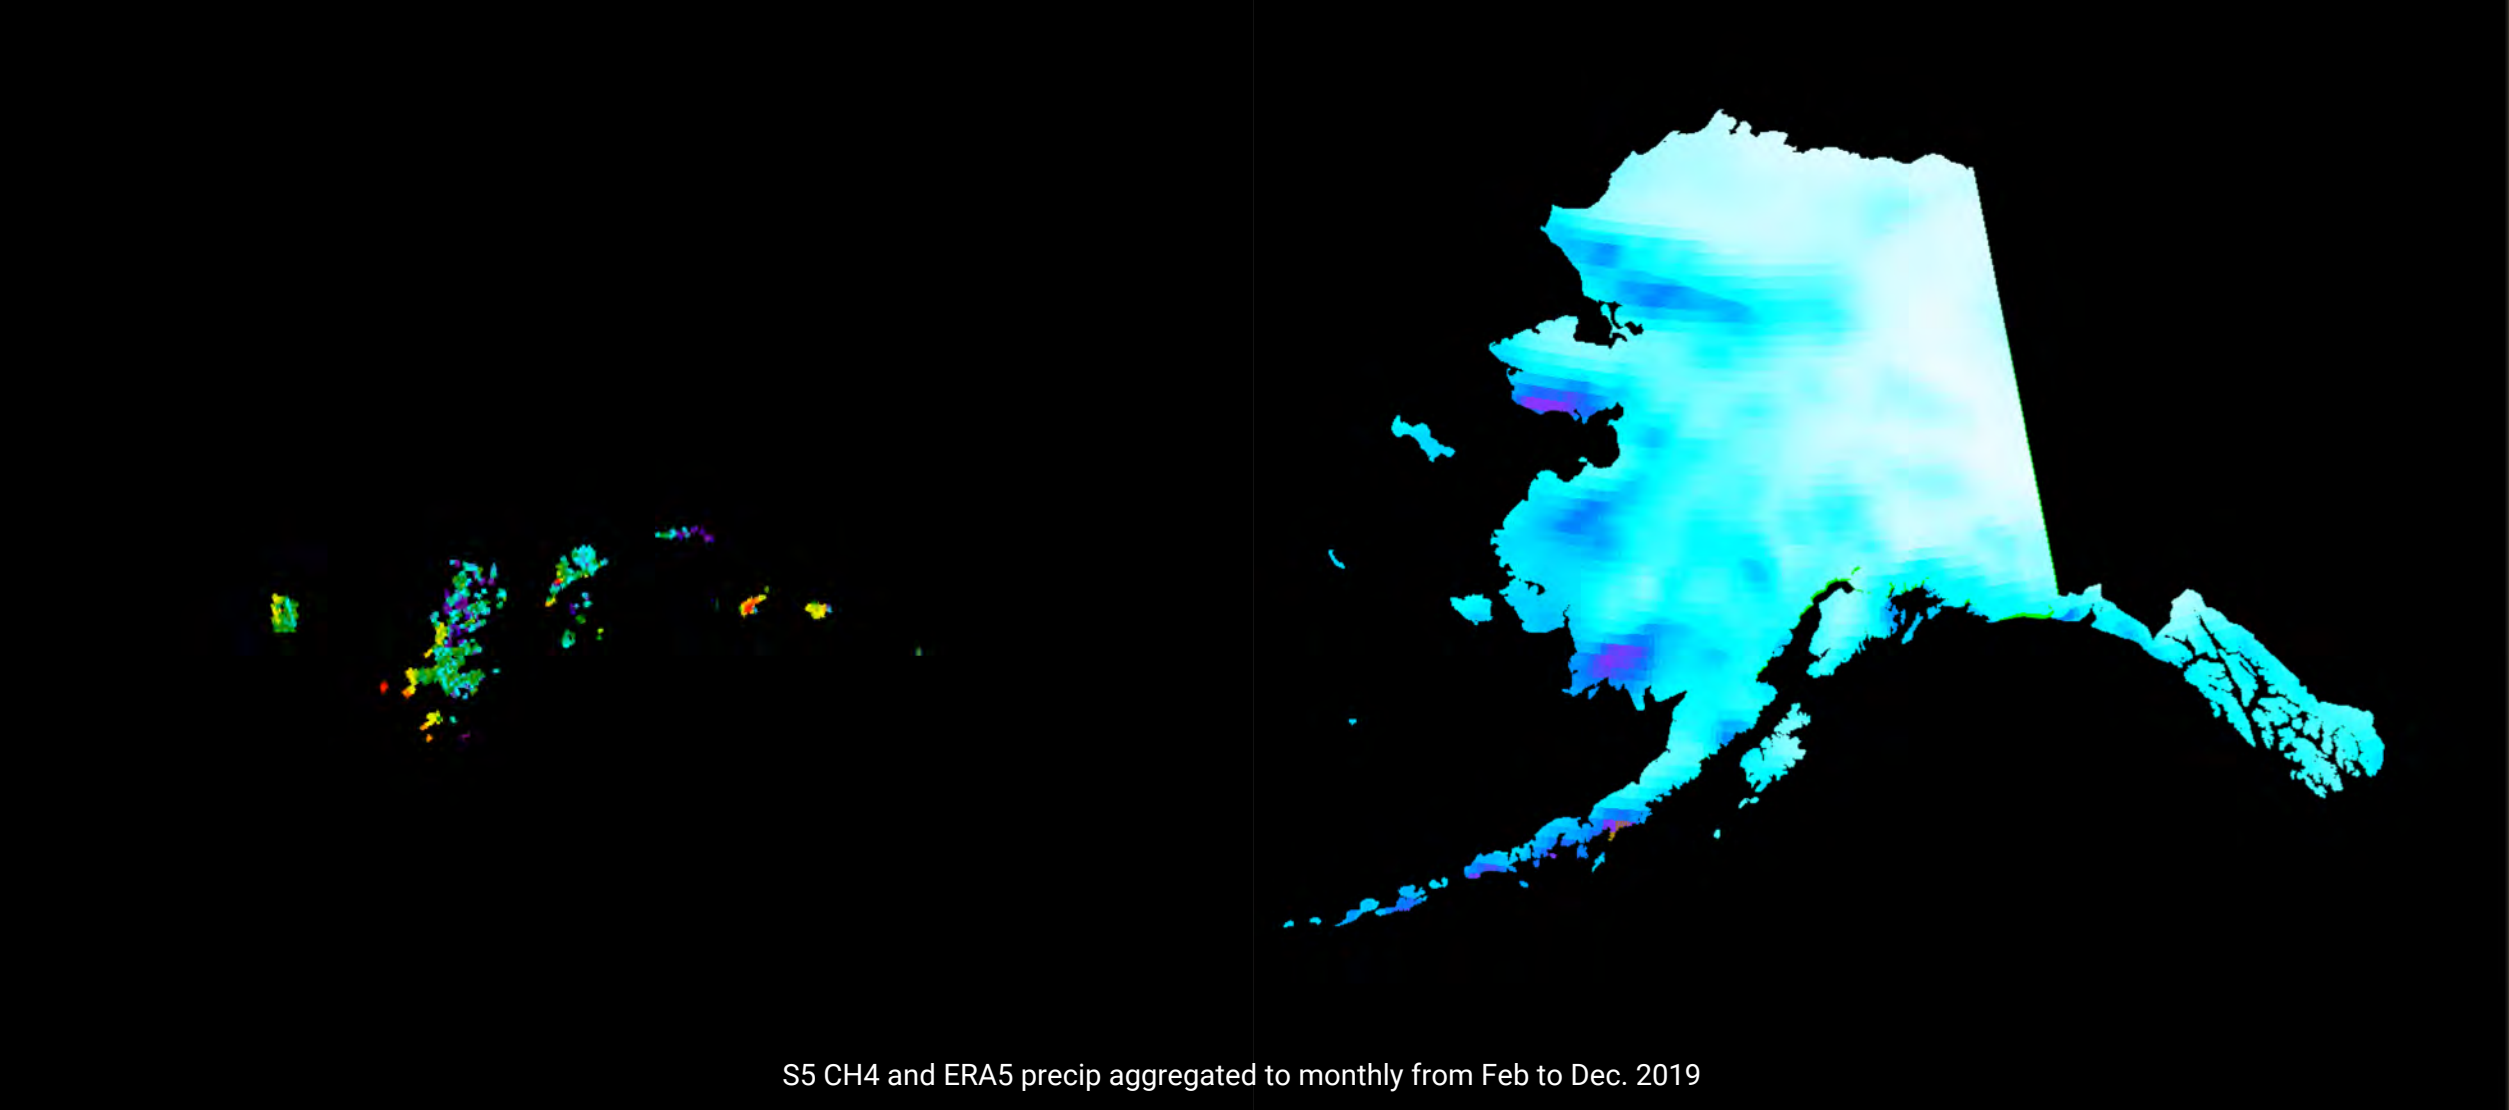 S5 CH4 and ERA5 precip aggregated to monthly from Feb to Dec. 2019